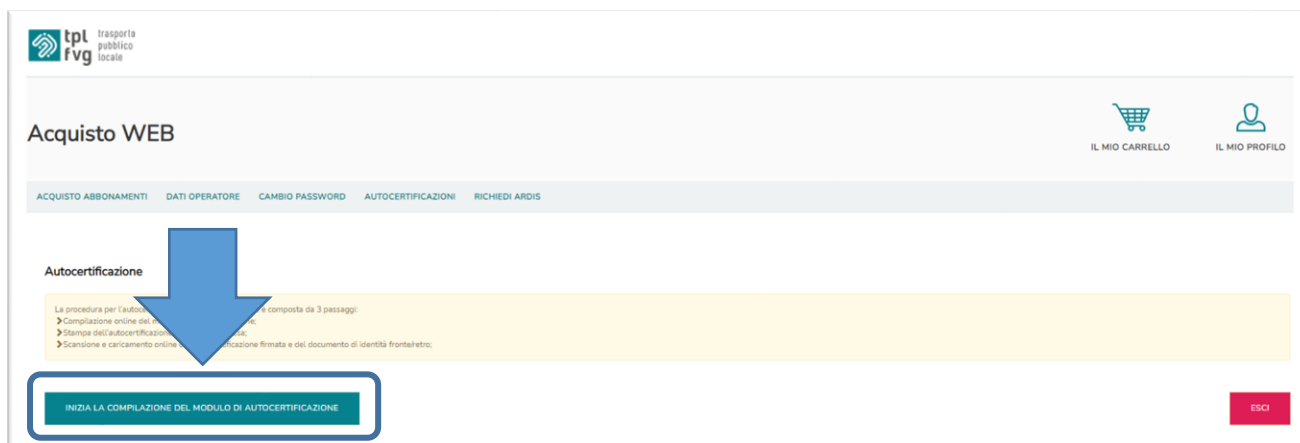 tpl trasporto
fvg pubblico
locale
Acquisto WEB
IL MIO CARRELLO
IL MIO PROFILO
ACQUISTO ABBONAMENTI DATI OPERATORE CAMBIO PASSWORD AUTOCERTIFICAZIONI RICHIEDI ARDIS
Autocertificazione
La procedura per l'autoce e composta da 3 passaggi:
Compilazione online del
Stampa dell'autocertificazion
Scansione e caricamento online firmata e del documento di identità fronte/retro;
INIZIA LA COMPILAZIONE DEL MODULO DI AUTOCERTIFICAZIONE
ESCI